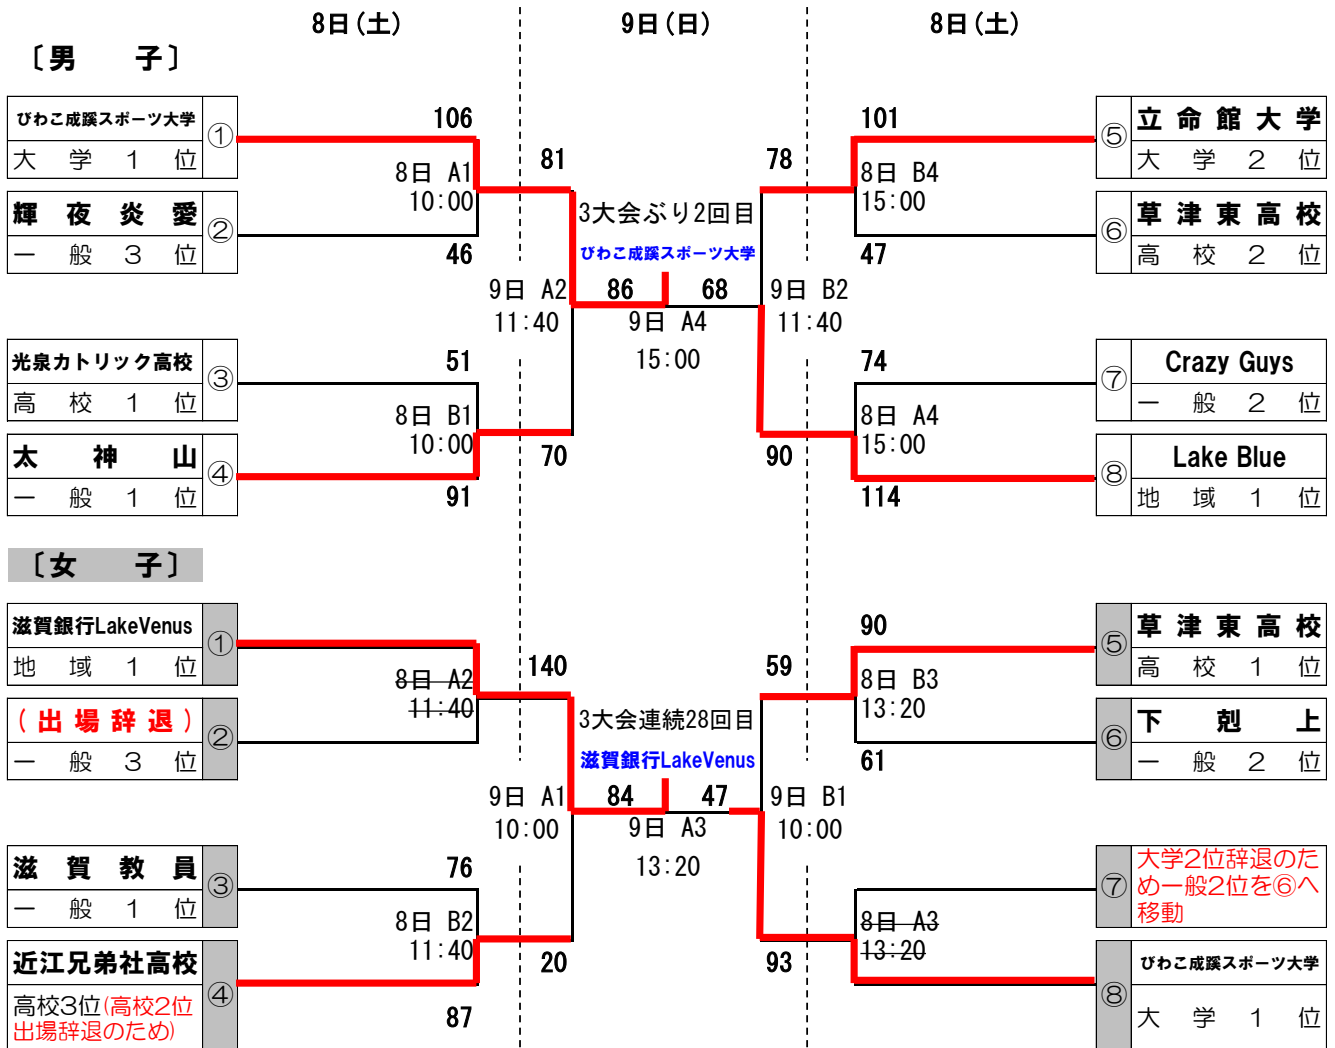 8日(土)
9日(日)
8日(土)
〔男 子〕
びわこ成蹊スポーツ大学
大学1位
①
106
8日 A1
10:00
81
輝夜炎愛
一般3位
②
46
3大会ぶり2回目
びわこ成蹊スポーツ大学
86
68
9日 A4
15:00
9日 A2
11:40
光泉カトリック高校
高校1位
③
51
8日 B1
10:00
70
太神山
一般1位
④
91
78
101
8日 B4
15:00
⑤
立命館大学
大学2位
47
⑥
草津東高校
高校2位
9日 B2
11:40
74
8日 A4
15:00
⑦
Crazy Guys
一般2位
90
114
⑧
Lake Blue
地域1位
〔女 子〕
滋賀銀行LakeVenus
地域1位
①
8日 A2
11:40
140
(出場辞退)
一般3位
②
3大会連続28回目
滋賀銀行LakeVenus
84
47
9日 A3
13:20
9日 A1
10:00
滋賀教員
一般1位
③
76
8日 B2
11:40
20
近江兄弟社高校
高校3位(高校2位
出場辞退のため)
④
87
59
90
8日 B3
13:20
⑤
草津東高校
高校1位
61
⑥
下剋上
一般2位
9日 B1
10:00
⑦
大学2位辞退のた
め一般2位を⑥へ
移動
8日 A3
13:20
93
⑧
びわこ成蹊スポーツ大学
大学1位